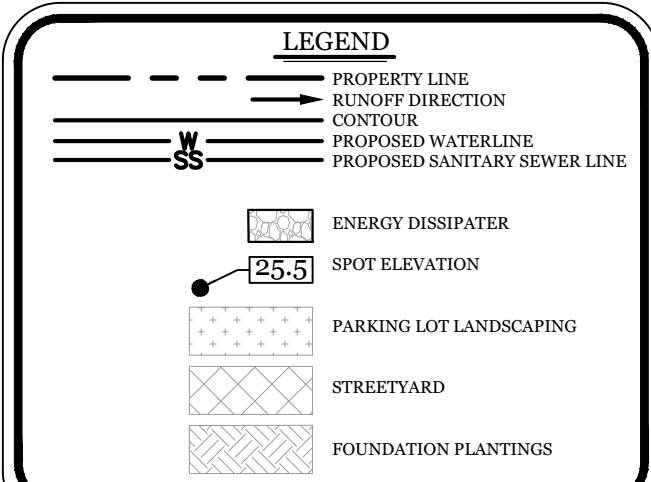 LEGEND
PROPERTY LINE
RUNOFF DIRECTION
CONTOUR
W PROPOSED WATERLINE
SS PROPOSED SANITARY SEWER LINE
ENERGY DISSIPATER
25.5 SPOT ELEVATION
PARKING LOT LANDSCAPING
STREETYARD
FOUNDATION PLANTINGS